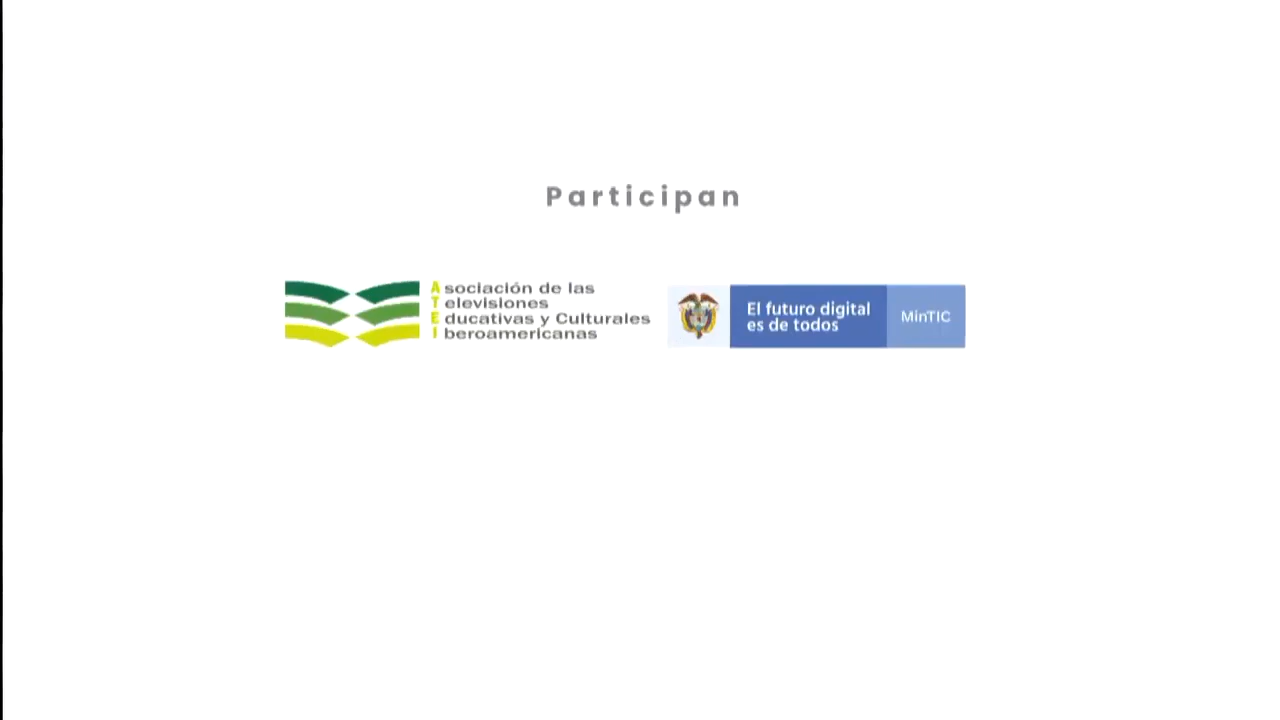 Participan
Asociación de las
Televisiones
Educativas y Culturales
Iberoamericanas
El futuro digital
es de todos
MinTIC